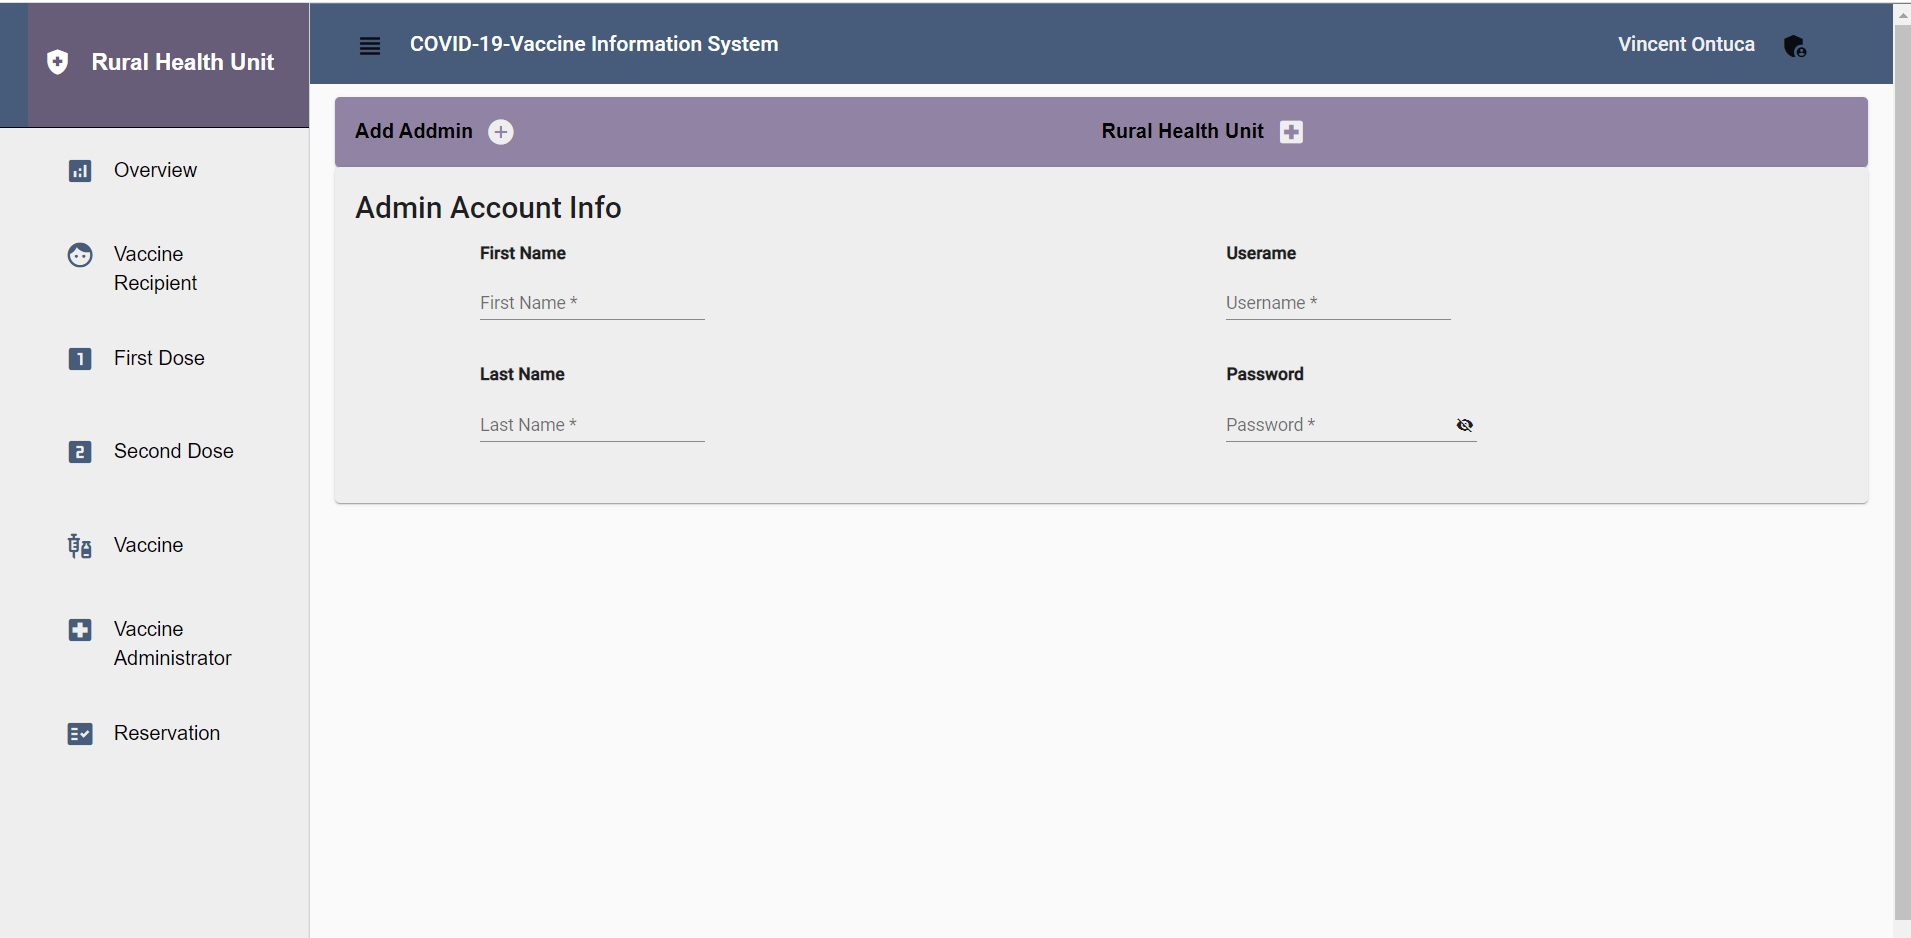 Rural Health Unit
COVID-19-Vaccine Information System
Vincent Ontuca
Overview
Vaccine
Recipient
First Dose
Second Dose
Vaccine
Vaccine
Administrator
Reservation
Add Addmin
Rural Health Unit
Admin Account Info
First Name
First Name *
Userame
Username *
Last Name
Last Name *
Password
Password *